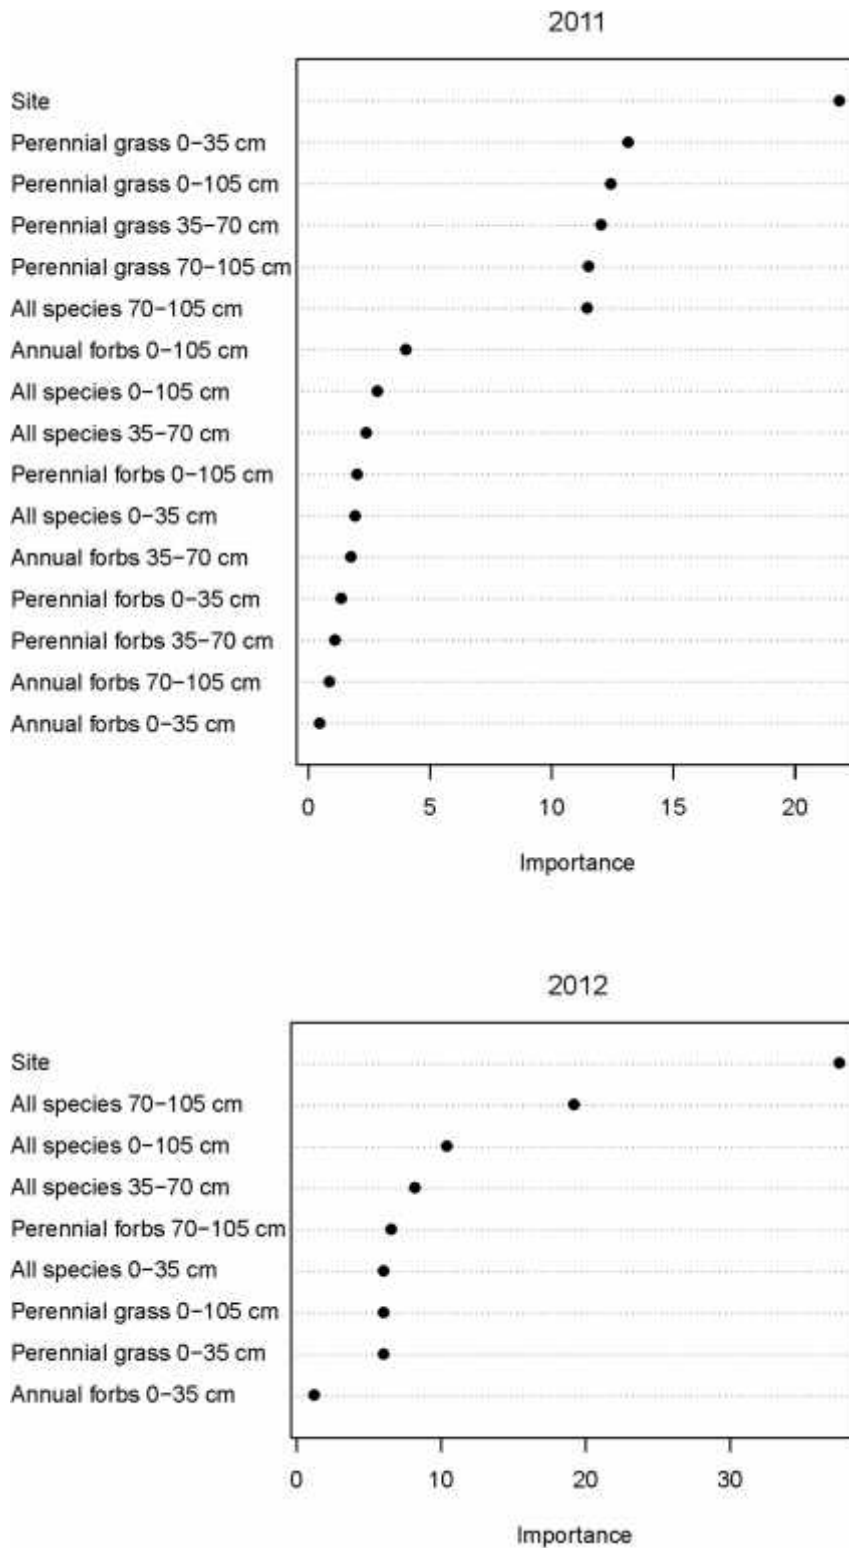 2011
Site
Perennial grass 0−35 cm
Perennial grass 0−105 cm
Perennial grass 35−70 cm
Perennial grass 70−105 cm
All species 70−105 cm
Annual forbs 0−105 cm
All species 0−105 cm
All species 35−70 cm
Perennial forbs 0−105 cm
All species 0−35 cm
Annual forbs 35−70 cm
Perennial forbs 0−35 cm
Perennial forbs 35−70 cm
Annual forbs 70−105 cm
Annual forbs 0−35 cm
0 5 10 15 20
Importance
2012
Site
All species 70−105 cm
All species 0−105 cm
All species 35−70 cm
Perennial forbs 70−105 cm
All species 0−35 cm
Perennial grass 0−105 cm
Perennial grass 0−35 cm
Annual forbs 0−35 cm
0 10 20 30
Importance